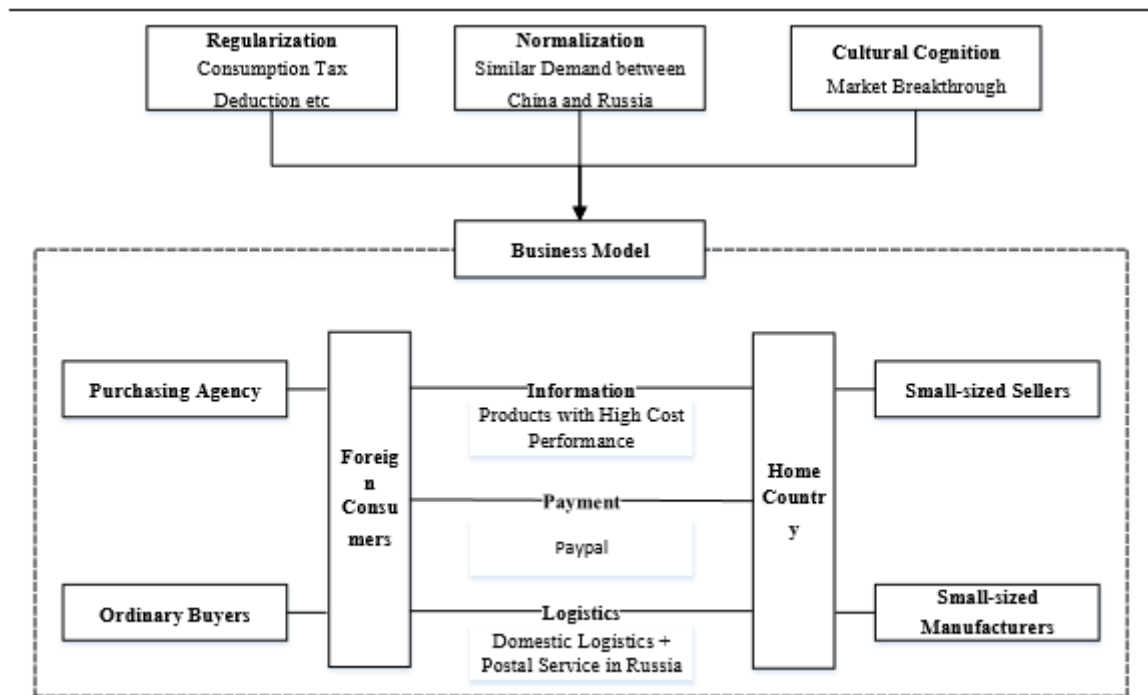 Regularization
Consumption Tax
Deduction etc
Normalization
Similar Demand between
China and Russia
Cultural Cognition
Market Breakthrough
Business Model
Purchasing Agency
Ordinary Buyers
Foreig
n
Consu
mers
Information
Products with High Cost
Performance
Payment
Paypal
Logistics
Domestic Logistics +
Postal Service in Russia
Home
Countr
y
Small-sized Sellers
Small-sized
Manufacturers